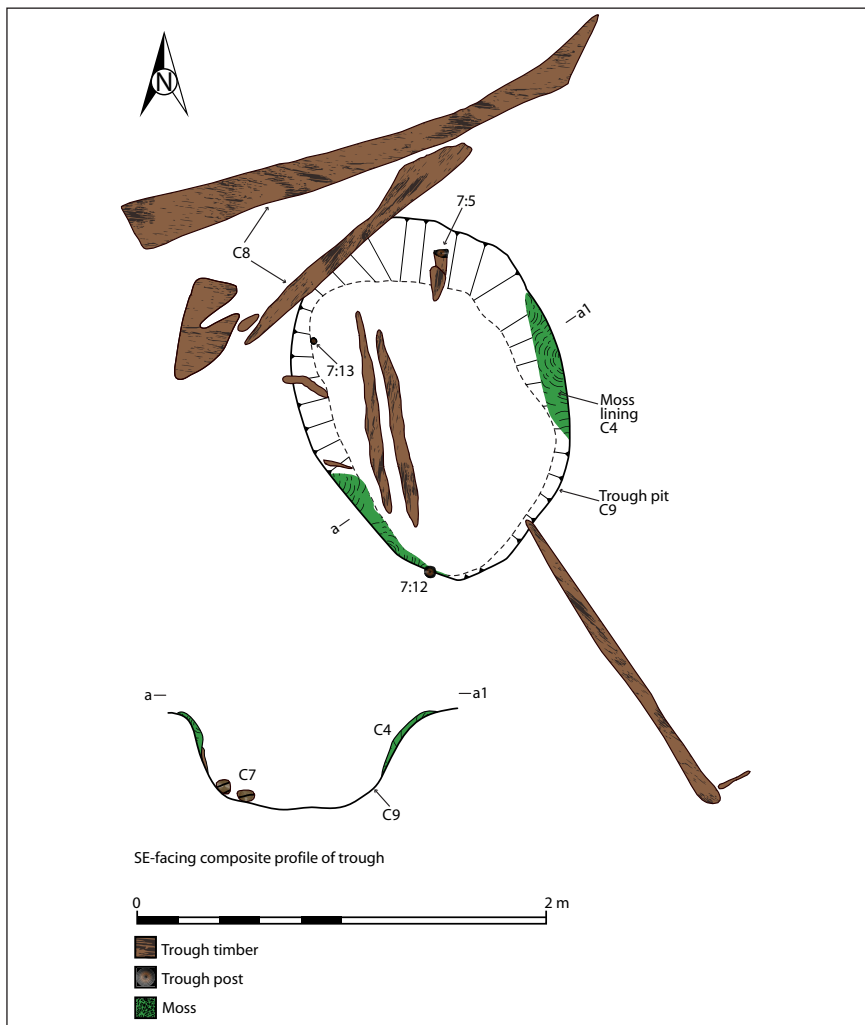 N
7:5
C8
a1
7:13
Moss
lining
C4
Trough pit
C9
a
7:12
a
a1
C4
C7
C9
SE-facing composite profile of trough
0
2 m
Trough timber
Trough post
Moss